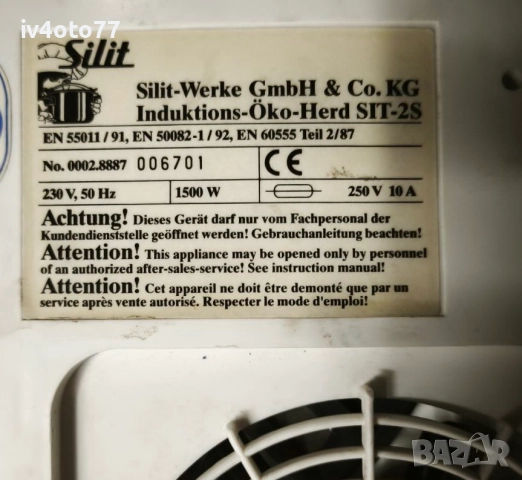 iv4oto77
Silit
Silit-Werke GmbH & Co. KG
Induktions-Öko-Herd SIT-2S
EN 55011 / 91, EN 50082-1 / 92, EN 60555 Teil 2/87
No. 0002.8887 006701 CE
230 V, 50 Hz 1500 W 250 V 10 A
Achtung! Dieses Gerät darf nur vom Fachpersonal der
Kundendienststelle geöffnet werden! Gebrauchanleitung beachten!
Attention! This appliance may be opened only by personnel
of an authorized after-sales-service! See instruction manual!
Attention! Cet appareil ne doit être demonté que par un
service après vente autorisé. Respecter le mode d'emploi!
BAZAR